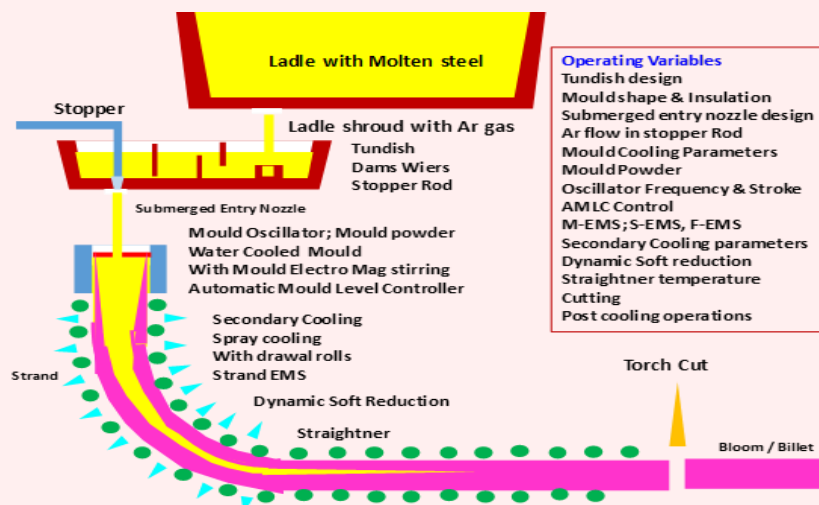 Ladle with Molten steel
Stopper
Ladle shroud with Ar gas
Tundish
Dams Wiers
Stopper Rod
Submerged Entry Nozzle
Mould Oscillator; Mould powder
Water Cooled Mould
With Mould Electro Mag stirring
Automatic Mould Level Controller
Secondary Cooling
Spray cooling
With drawal rolls
Strand EMS
Strand
Dynamic Soft Reduction
Straightner
Operating Variables
Tundish design
Mould shape & Insulation
Submerged entry nozzle design
Ar flow in stopper Rod
Mould Cooling Parameters
Mould Powder
Oscillator Frequency & Stroke
AMLC Control
M-EMS; S-EMS, F-EMS
Secondary Cooling parameters
Dynamic Soft reduction
Straightner temperature
Cutting
Post cooling operations
Torch Cut
Bloom / Billet